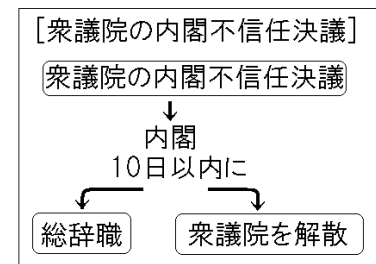 [衆議院の内閣不信任決議]
衆議院の内閣不信任決議
内閣
10日以内に
総辞職
衆議院を解散